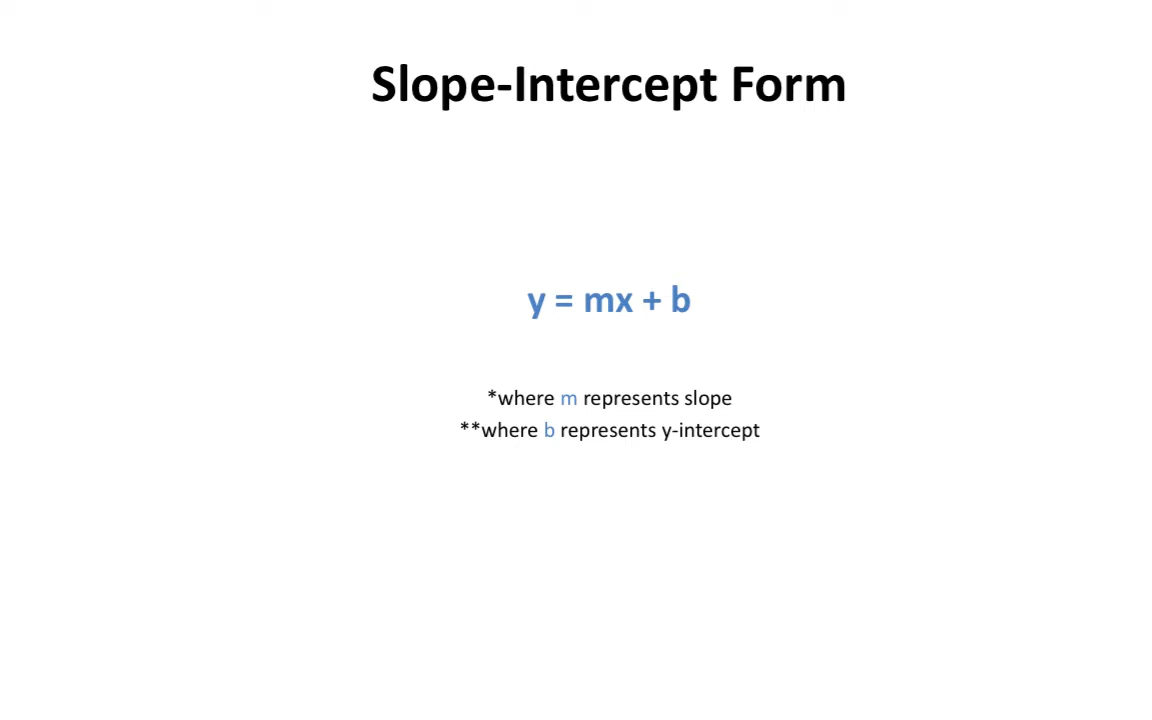 Slope-Intercept Form
y = mx + b
*where m represents slope
**where b represents y-intercept